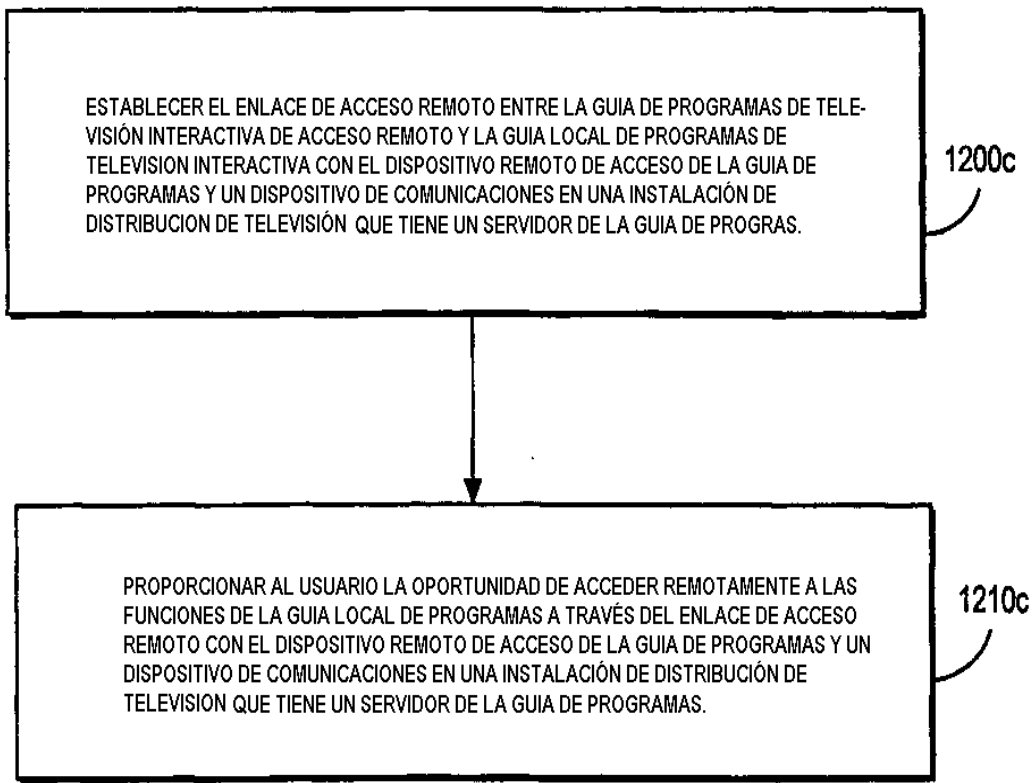 ESTABLECER EL ENLACE DE ACCESO REMOTO ENTRE LA GUIA DE PROGRAMAS DE TELE-
VISIÓN INTERACTIVA DE ACCESO REMOTO Y LA GUIA LOCAL DE PROGRAMAS DE
TELEVISION INTERACTIVA CON EL DISPOSITIVO REMOTO DE ACCESO DE LA GUIA DE
PROGRAMAS Y UN DISPOSITIVO DE COMUNICACIONES EN UNA INSTALACIÓN DE
DISTRIBUCION DE TELEVISIÓN QUE TIENE UN SERVIDOR DE LA GUIA DE PROGRAS.
1200c
PROPORCIONAR AL USUARIO LA OPORTUNIDAD DE ACCEDER REMOTAMENTE A LAS
FUNCIONES DE LA GUIA LOCAL DE PROGRAMAS A TRAVÉS DEL ENLACE DE ACCESO
REMOTO CON EL DISPOSITIVO REMOTO DE ACCESO DE LA GUIA DE PROGRAMAS Y UN
DISPOSITIVO DE COMUNICACIONES EN UNA INSTALACIÓN DE DISTRIBUCIÓN DE
TELEVISION QUE TIENE UN SERVIDOR DE LA GUIA DE PROGRAMAS.
1210c